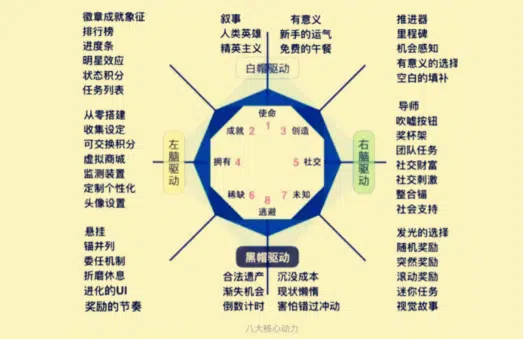 徽章成就象征
排行榜
进度条
明星效应
状态积分
任务列表
叙事
人类英雄
精英主义
有意义
新手的运气
免费的午餐
推进器
里程碑
机会感知
有意义的选择
空白的填补
白帽驱动
从零搭建
收集设定
可交换积分
虚拟商城
监测装置
定制个性化
头像设置
左脑驱动
使命
1
成就 2
3 创造
拥有 4
5 社交
稀缺 6
7 未知
8
逃避
右脑驱动
导师
吹嘘按钮
奖杯架
团队任务
社交财富
社交刺激
整合锚
社会支持
悬挂
锚并列
委任机制
折磨休息
进化的UI
奖励的节奏
黑帽驱动
合法遗产
渐失机会
倒数计时
沉没成本
现状懒惰
害怕错过冲动
发光的选择
随机奖励
突然奖励
滚动奖励
迷你任务
视觉故事
八大核心动力